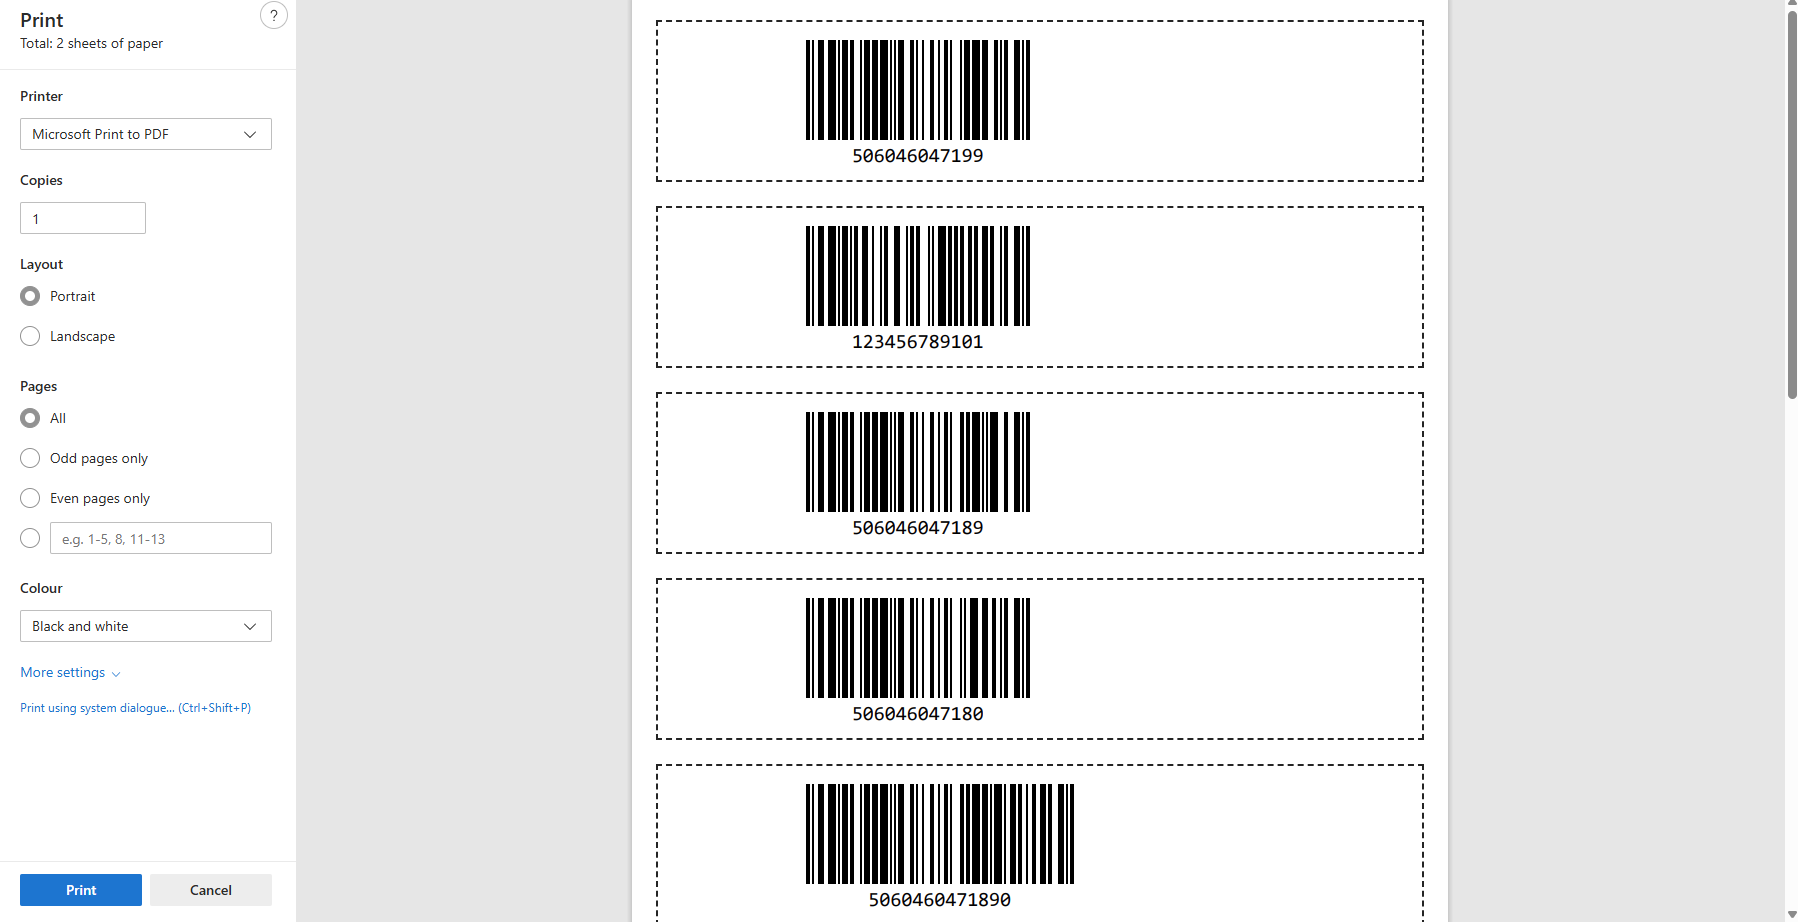 Print
?
Total: 2 sheets of paper
Printer
Microsoft Print to PDF
Copies
1
Layout
Portrait
Landscape
Pages
All
Odd pages only
Even pages only
e.g. 1-5, 8, 11-13
Colour
Black and white
More settings
Print using system dialogue... (Ctrl+Shift+P)
Print
Cancel
506046047199
123456789101
506046047189
506046047180
5060460471890